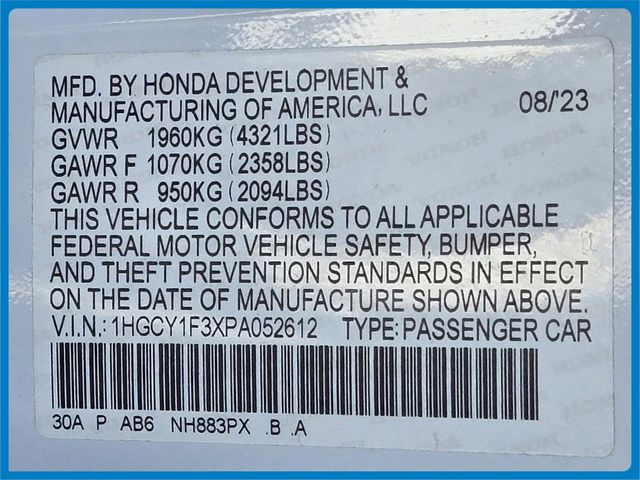 MFD. BY HONDA DEVELOPMENT &
MANUFACTURING OF AMERICA, LLC 08/'23
GVWR 1960KG (4321LBS)
GAWR F 1070KG (2358LBS)
GAWR R 950KG (2094LBS)
THIS VEHICLE CONFORMS TO ALL APPLICABLE
FEDERAL MOTOR VEHICLE SAFETY, BUMPER,
AND THEFT PREVENTION STANDARDS IN EFFECT
ON THE DATE OF MANUFACTURE SHOWN ABOVE.
V.I.N.: 1HGCY1F3XPA052612 TYPE: PASSENGER CAR
30A P AB6 NH883PX .B .A